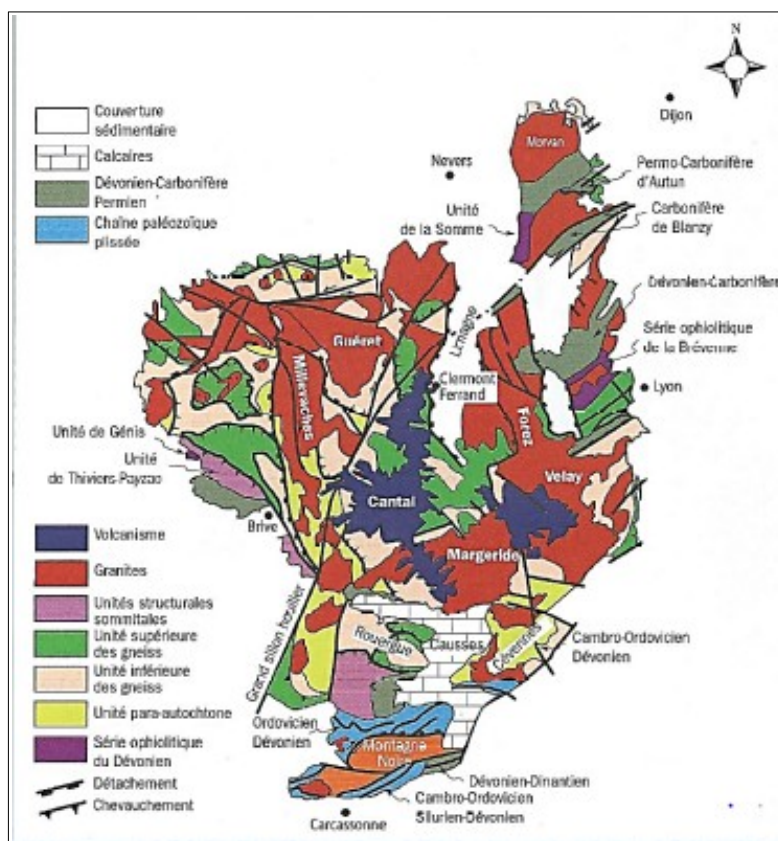 N
Couverture
sédimentaire
Calcaires
Dévonien-Carbonifère
Permien
Chaîne paléozoïque
plissée
Dijon
Morvan
Nevers
Permo-Carbonifère
d'Autun
Unité
de la Somme
Carbonifère
de Blanzy
Dévonien-Carbonifère
Guéret
Limagne
Série ophiolitique
de la Brévenne
Millevaches
Clermont
Ferrand
Lyon
Forez
Unité de Génis
Unité
de Thiviers-Payzac
Velay
Cantal
Brive
Margeride
Volcanisme
Granites
Unités structurales
sommitales
Unité supérieure
des gneiss
Unité inférieure
des gneiss
Unité para-autochtone
Série ophiolitique
du Dévonien
Détachement
Chevauchement
Grand sillon houiller
Rouergue
Causses
Cévennes
Cambro-Ordovicien
Dévonien
Ordovicien
Dévonien
Montagne
Noire
Dévonien-Dinantien
Cambro-Ordovicien
Silurien-Dévonien
Carcassonne